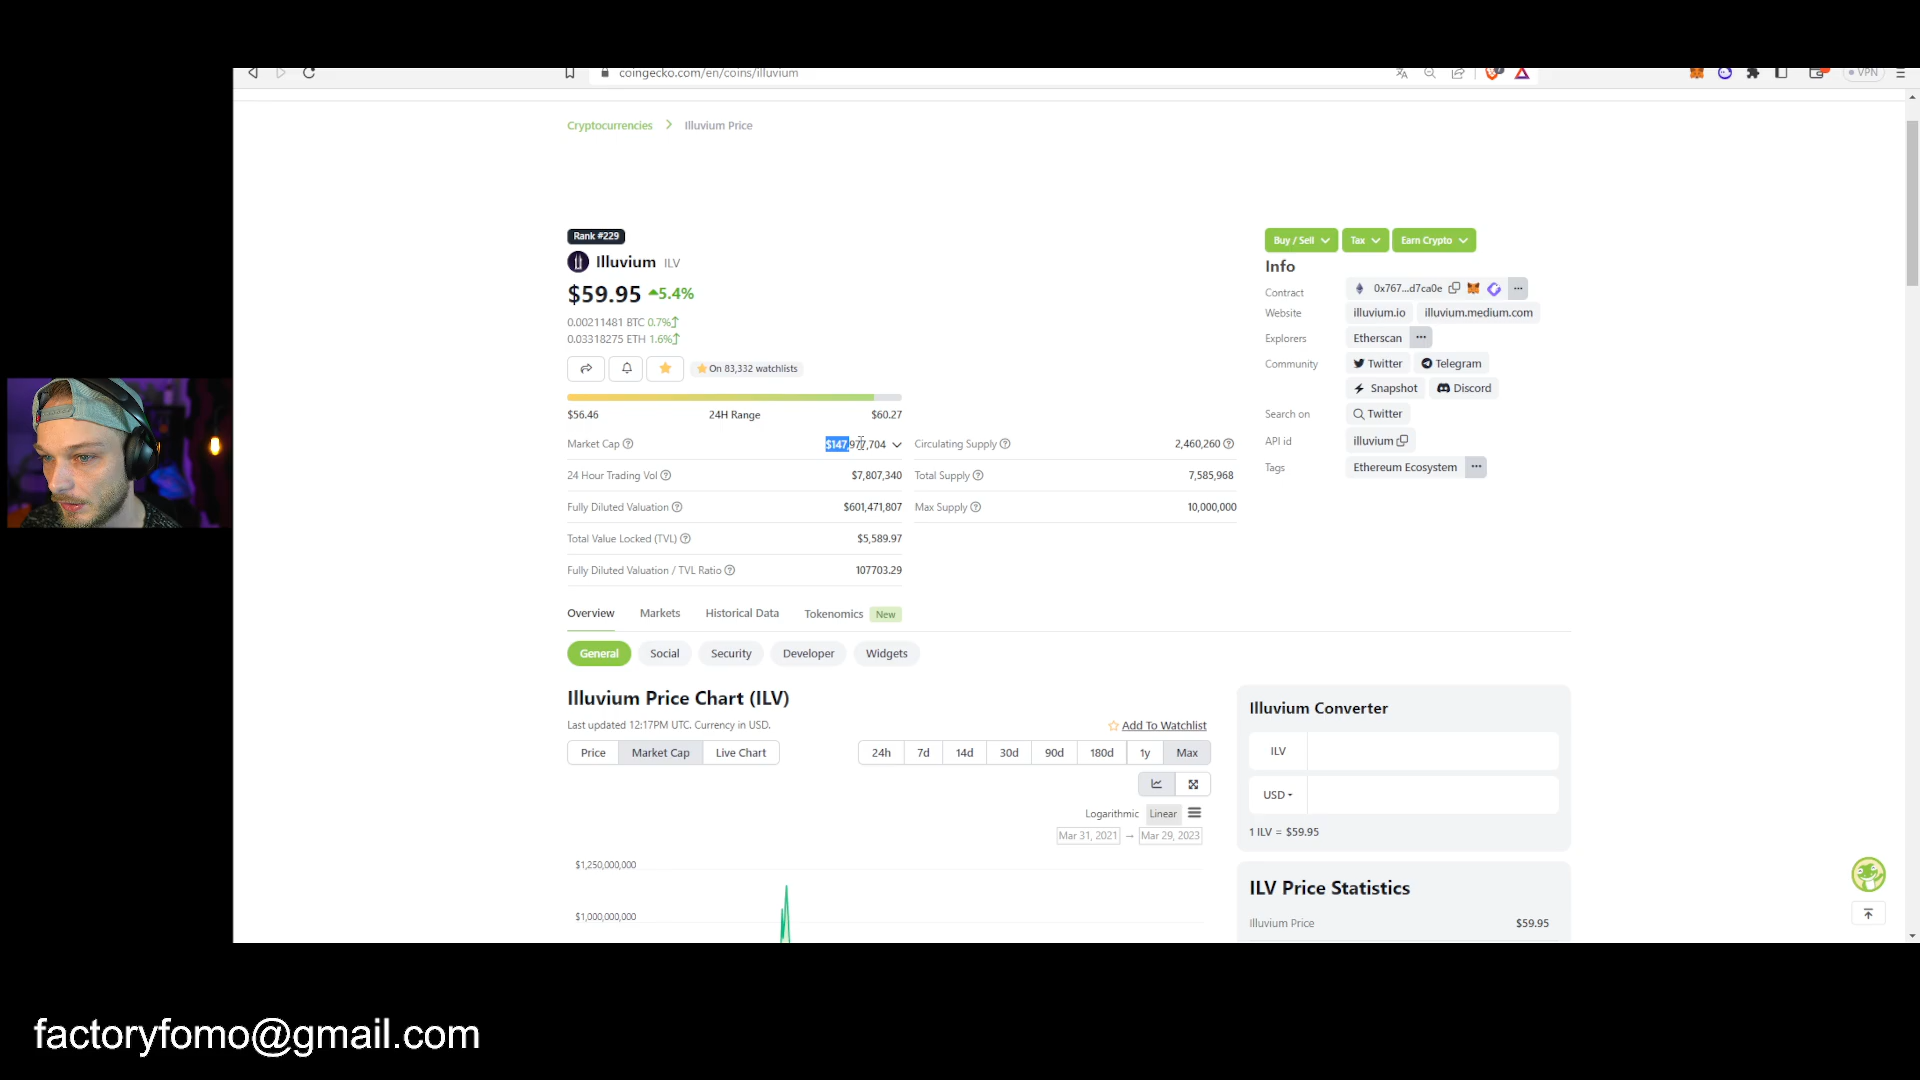 coingecko.com/en/coins/illuvium
VPN
Cryptocurrencies > Illuvium Price
Rank #229
Illuvium ILV
$59.95 5.4%
0.00211481 BTC 0.7%
0.03318275 ETH 1.6%
On 83,332 watchlists
$56.46 24H Range $60.27
Market Cap $147,977,704
24 Hour Trading Vol $7,807,340
Fully Diluted Valuation $601,471,807
Total Value Locked (TVL) $5,589.97
Fully Diluted Valuation / TVL Ratio 107703.29
Circulating Supply 2,460,260
Total Supply 7,585,968
Max Supply 10,000,000
Buy / Sell Tax Earn Crypto
Info
Contract 0x767...d7ca0e ...
Website illuvium.io illuvium.medium.com
Explorers Etherscan ...
Community Twitter Telegram
Snapshot Discord
Search on Twitter
API id illuvium
Tags Ethereum Ecosystem ...
Overview Markets Historical Data Tokenomics New
General Social Security Developer Widgets
Illuvium Price Chart (ILV)
Last updated 12:17PM UTC. Currency in USD.
Add To Watchlist
Price Market Cap Live Chart
24h 7d 14d 30d 90d 180d 1y Max
Logarithmic Linear
Mar 31, 2021 → Mar 29, 2023
$1,250,000,000
$1,000,000,000
Illuvium Converter
ILV
USD
1 ILV = $59.95
ILV Price Statistics
Illuvium Price $59.95
factoryfomo@gmail.com